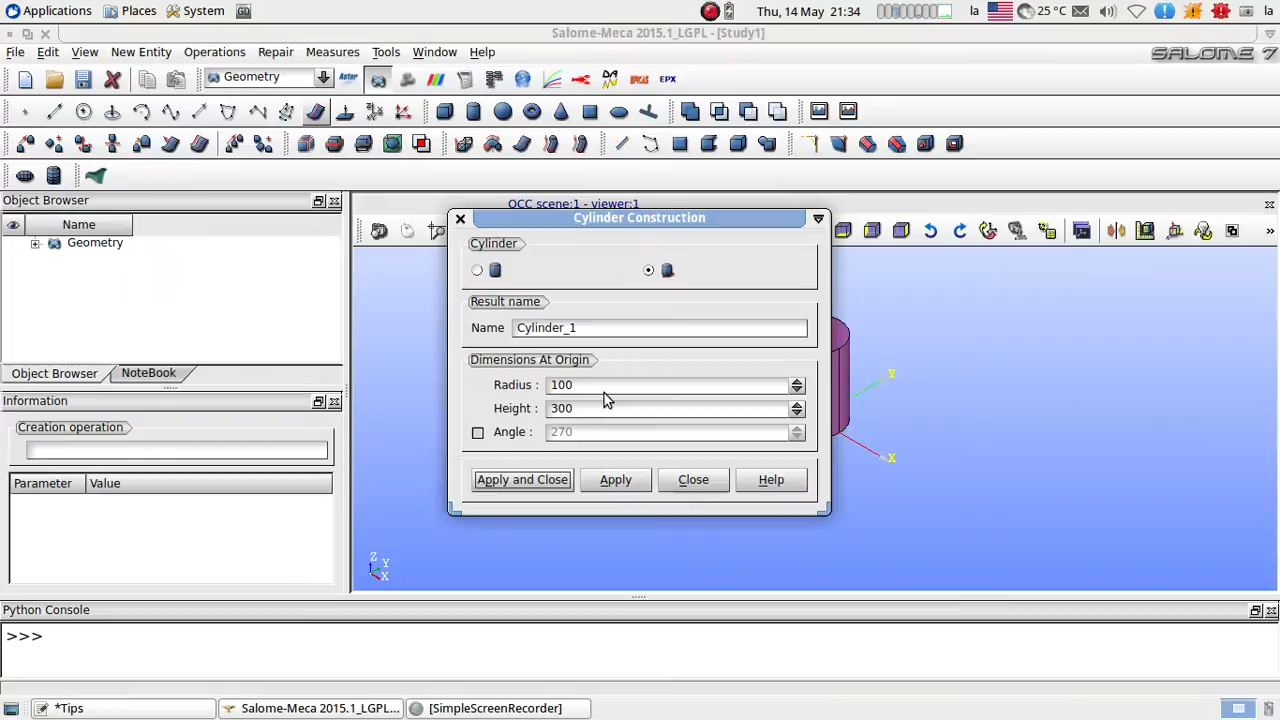 Applications Places System Thu, 14 May 21:34 la 25 °C la
Salome-Meca 2015.1_LGPL - [Study1]
File Edit View New Entity Operations Repair Measures Tools Window Help
SALOME 7
Geometry Aster EPX
Object Browser
OCC scene:1 - viewer:1
Name
Geometry
Cylinder Construction
Cylinder
Result name
Name Cylinder_1
Dimensions At Origin
Radius : 100
Height : 300
Angle : 270
Apply and Close Apply Close Help
Y
X
Object Browser NoteBook
Information
Creation operation
Parameter Value
Z
Y
X
Python Console
>>>
*Tips Salome-Meca 2015.1_LGPL... [SimpleScreenRecorder]